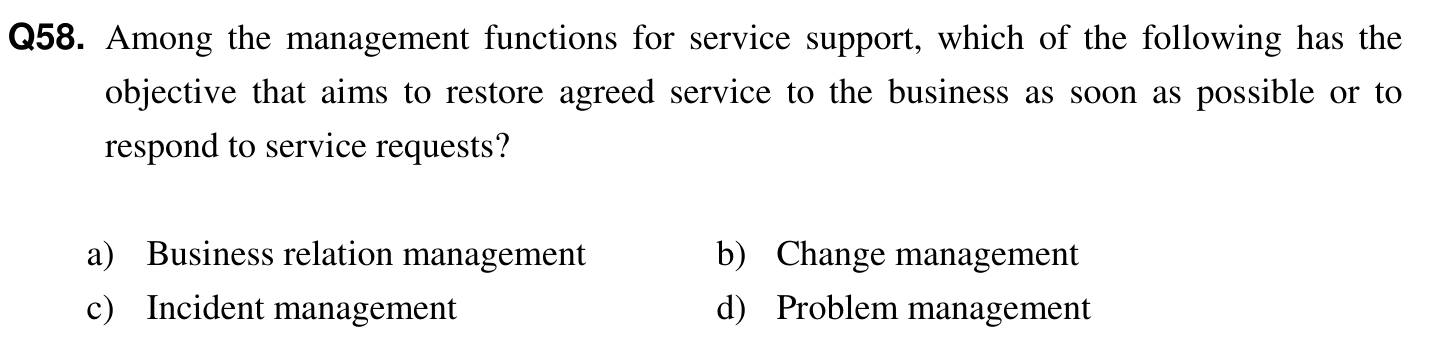 Q58. Among the management functions for service support, which of the following has the
objective that aims to restore agreed service to the business as soon as possible or to
respond to service requests?
a) Business relation management b) Change management
c) Incident management d) Problem management